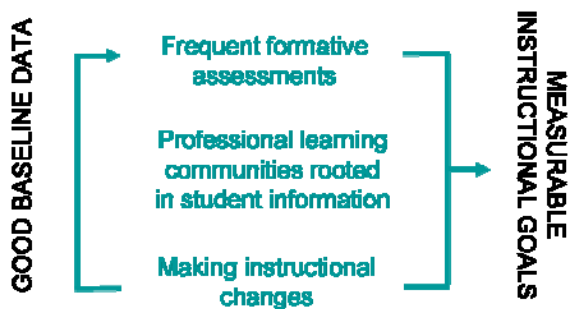 GOOD BASELINE DATA
Frequent formative
assessments
Professional learning
communities rooted
in student information
Making instructional
changes
MEASURABLE
INSTRUCTIONAL GOALS